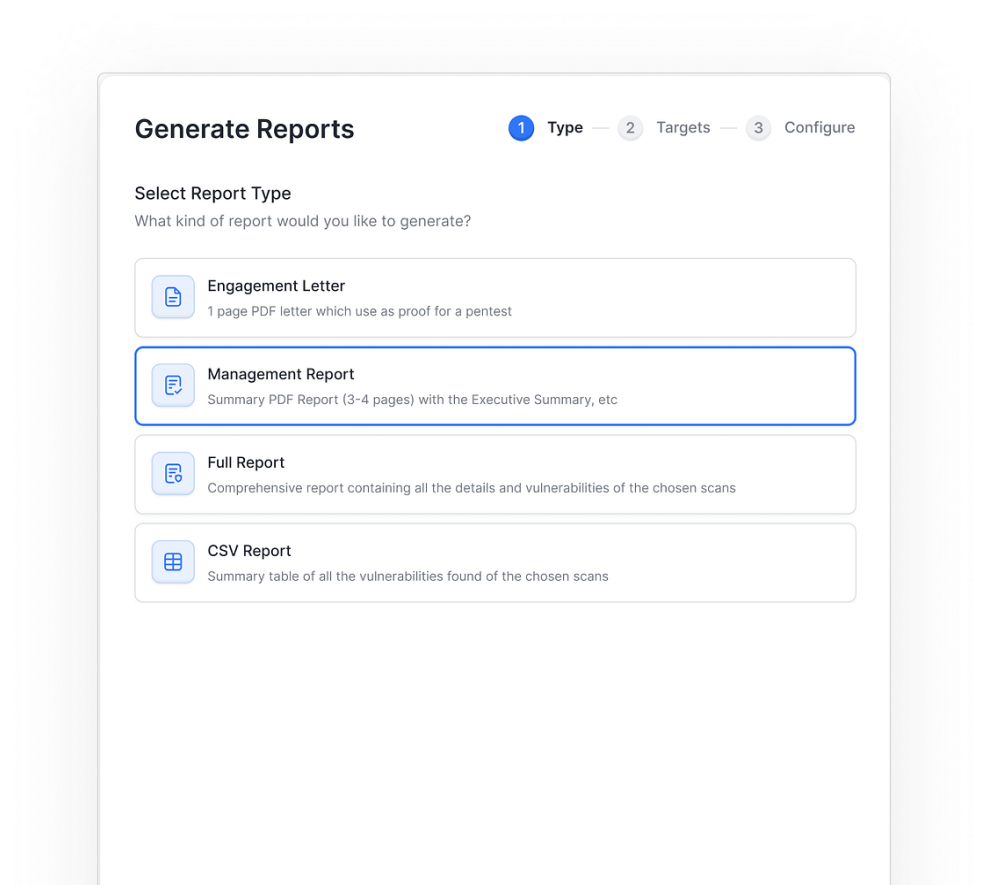 Generate Reports
1 Type 2 Targets 3 Configure
Select Report Type
What kind of report would you like to generate?
Engagement Letter
1 page PDF letter which use as proof for a pentest
Management Report
Summary PDF Report (3-4 pages) with the Executive Summary, etc
Full Report
Comprehensive report containing all the details and vulnerabilities of the chosen scans
CSV Report
Summary table of all the vulnerabilities found of the chosen scans